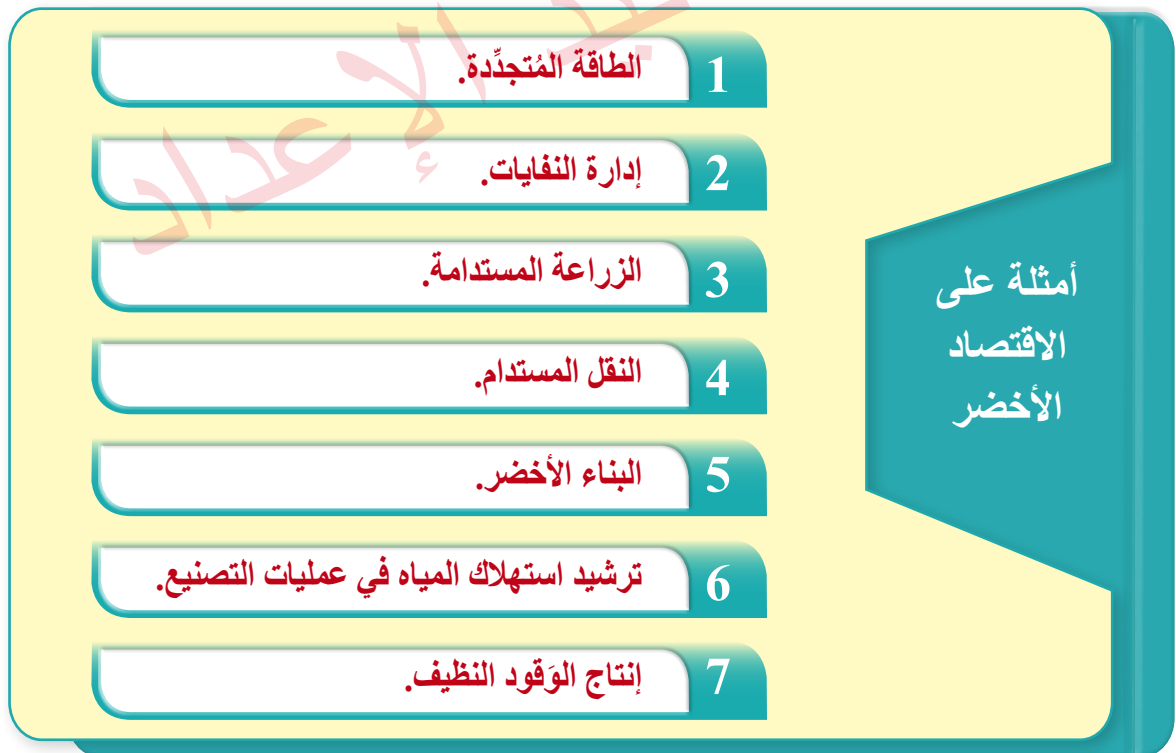 أمثلة على
الاقتصاد
الأخضر
1 الطاقة المُتجدِّدة.
2 إدارة النفايات.
3 الزراعة المستدامة.
4 النقل المستدام.
5 البناء الأخضر.
6 ترشيد استهلاك المياه في عمليات التصنيع.
7 إنتاج الوَقود النظيف.
الإعداد